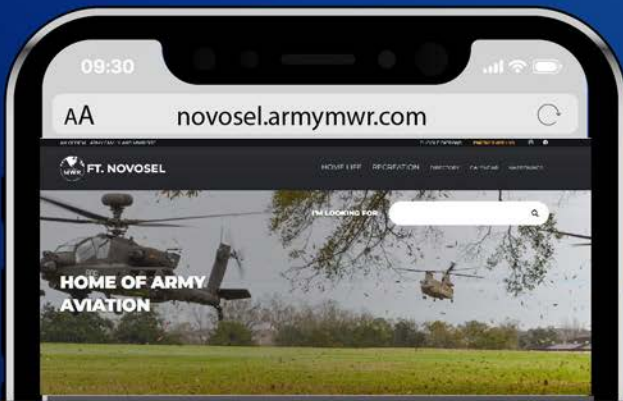 09:30
AA novosel.armymwr.com
MWR FT. NOVOSEL
HOME LIFE RECREATION DIRECTORY CALENDAR
I'M LOOKING FOR
HOME OF ARMY
AVIATION